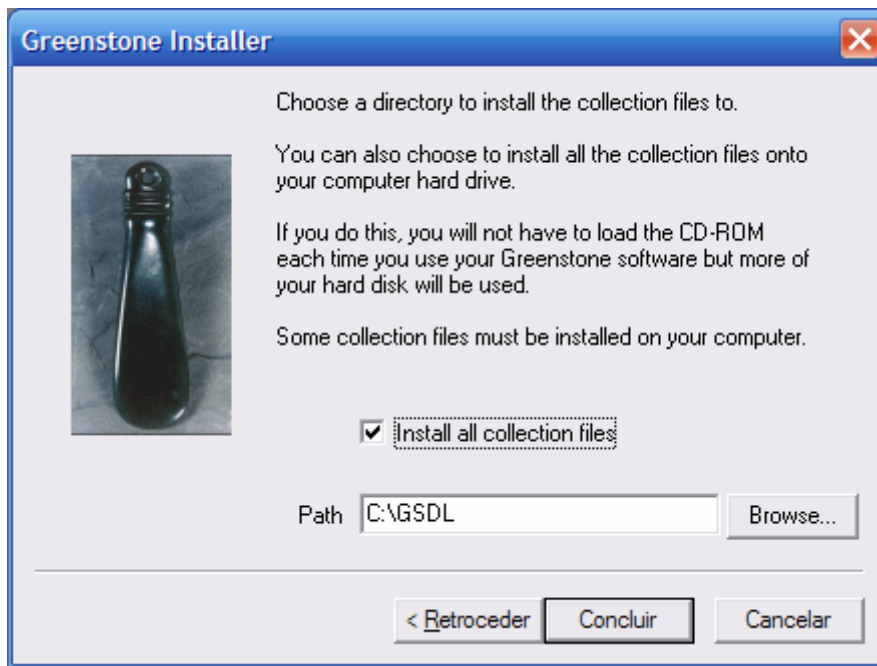 Greenstone Installer
Choose a directory to install the collection files to.
You can also choose to install all the collection files onto
your computer hard drive.
If you do this, you will not have to load the CD-ROM
each time you use your Greenstone software but more of
your hard disk will be used.
Some collection files must be installed on your computer.
Install all collection files
Path C:\GSDL Browse...
< Retroceder Concluir Cancelar